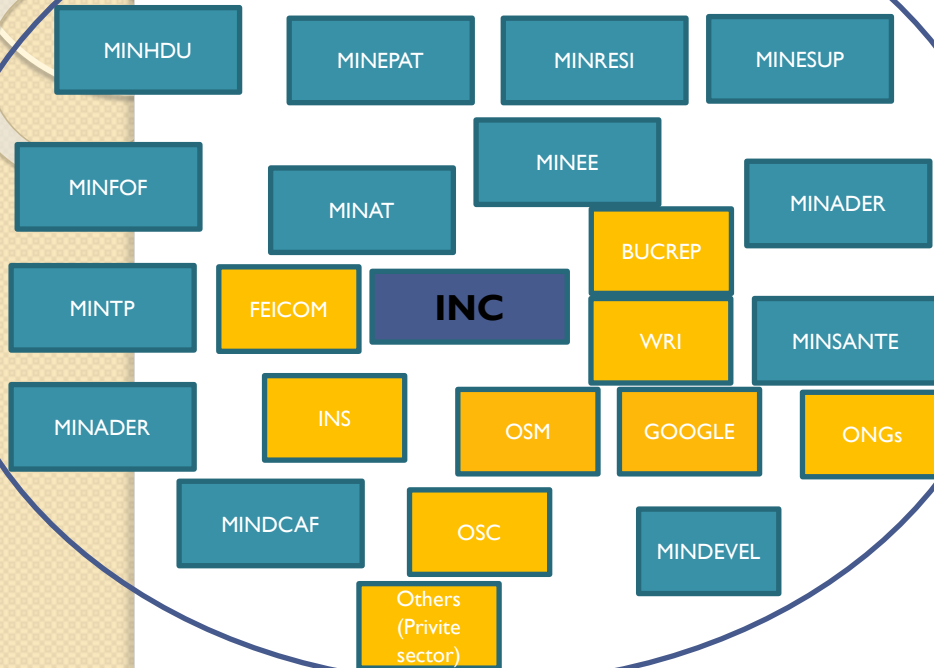 MINHDU
MINEPAT
MINRESI
MINESUP
MINEE
MINFOF
MINAT
MINADER
BUCREP
MINTP
FEICOM
INC
WRI
MINSANTE
MINADER
INS
OSM
GOOGLE
ONGs
MINDCAF
OSC
MINDEVEL
Others
(Privite
sector)